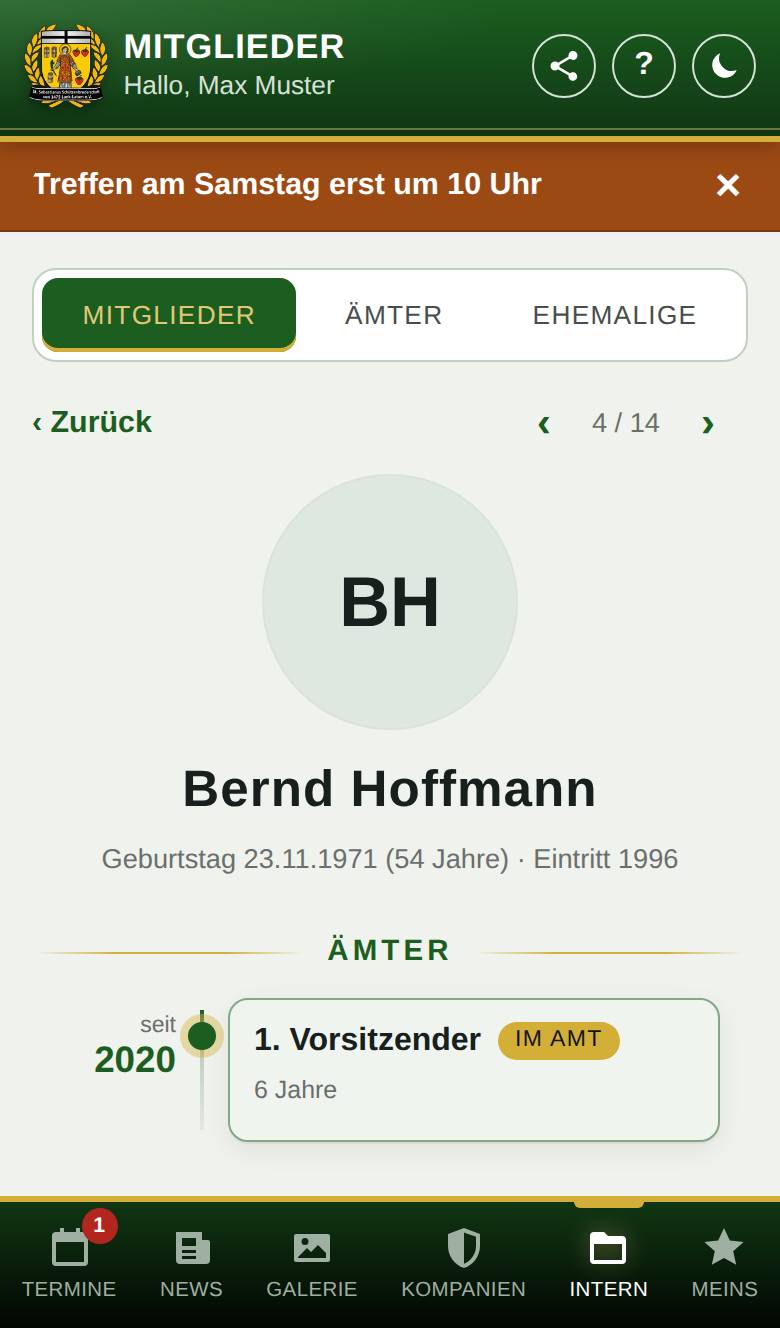 MITGLIEDER
Hallo, Max Muster
?
Treffen am Samstag erst um 10 Uhr
×
MITGLIEDER ÄMTER EHEMALIGE
‹ Zurück ‹ 4 / 14 ›
BH
Bernd Hoffmann
Geburtstag 23.11.1971 (54 Jahre) · Eintritt 1996
ÄMTER
seit
2020
1. Vorsitzender IM AMT
6 Jahre
1
TERMINE NEWS GALERIE KOMPANIEN INTERN MEINS